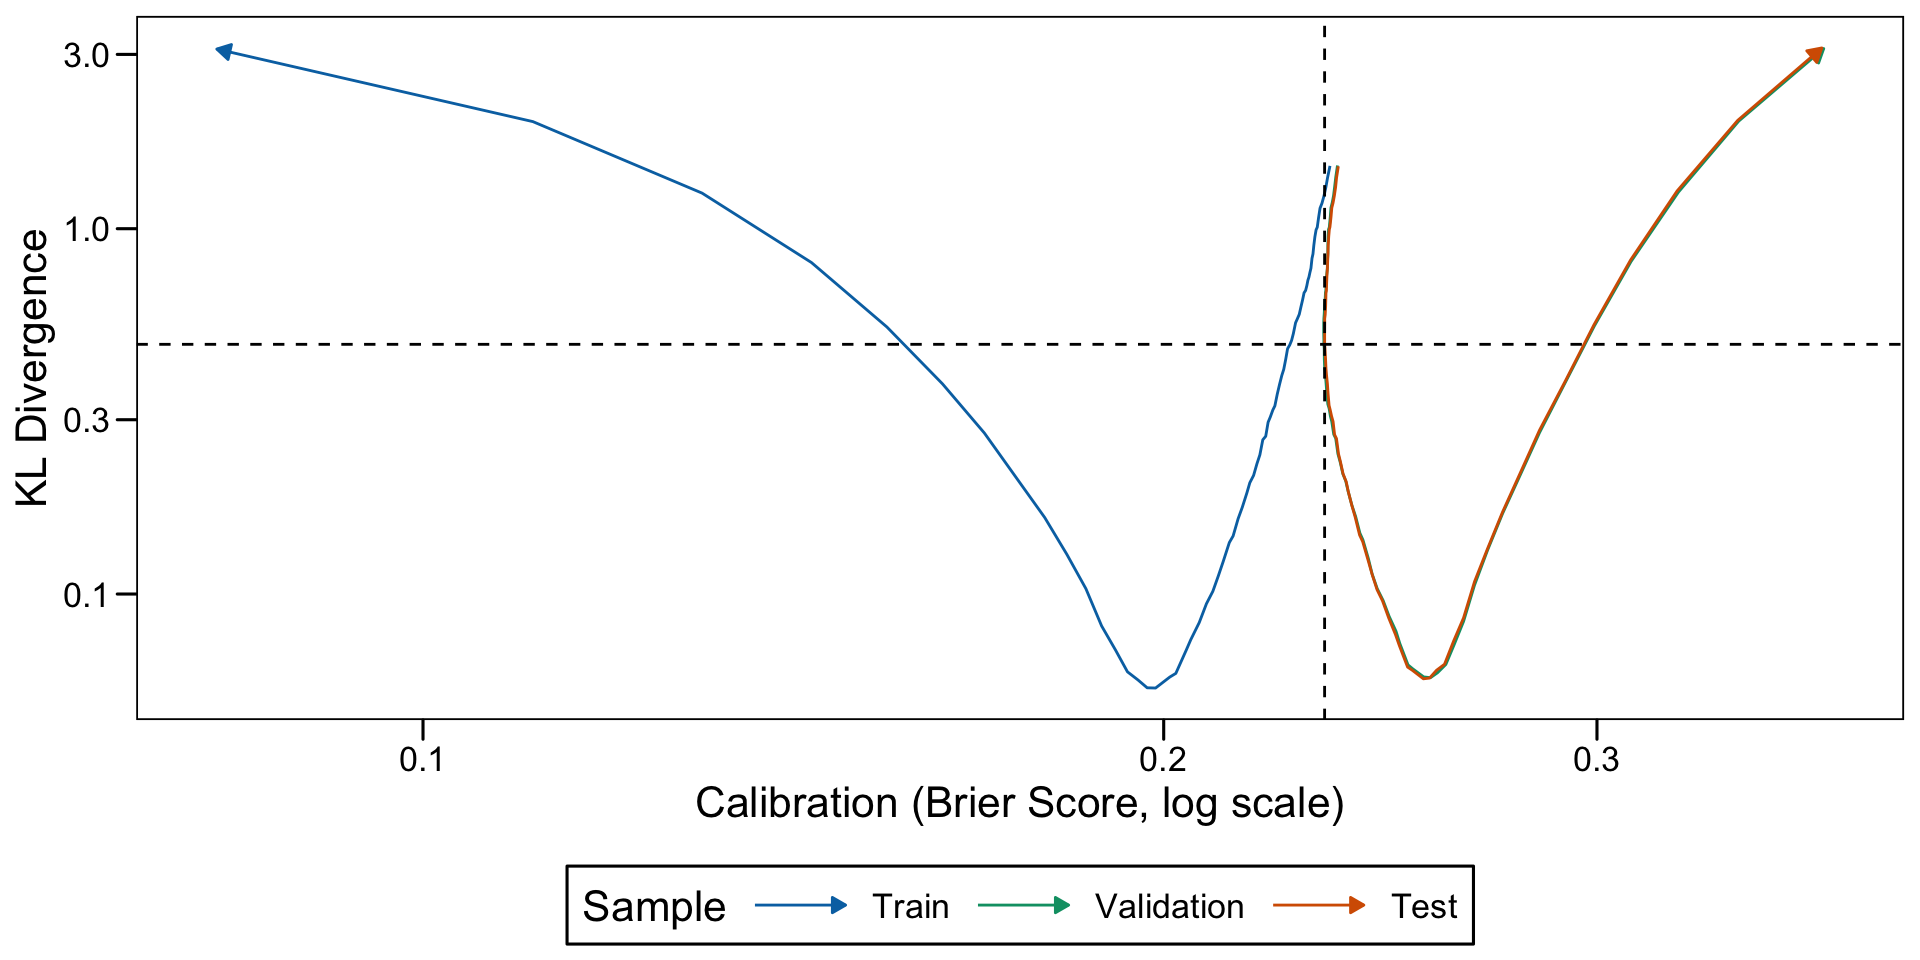 KL Divergence
3.0
1.0
0.3
0.1
0.1 0.2 0.3
Calibration (Brier Score, log scale)
Sample Train Validation Test